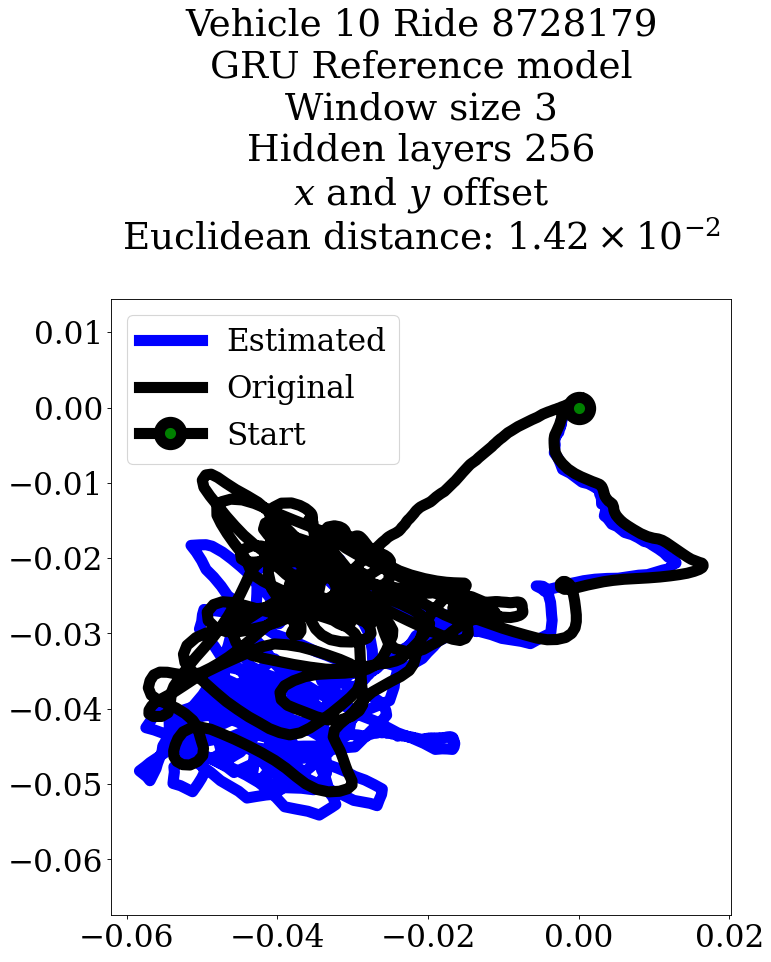 Vehicle 10 Ride 8728179
GRU Reference model
Window size 3
Hidden layers 256
x and y offset
Euclidean distance: 1.42 × 10⁻²
Estimated
Original
Start
0.01
0.00
−0.01
−0.02
−0.03
−0.04
−0.05
−0.06
−0.06 −0.04 −0.02 0.00 0.02